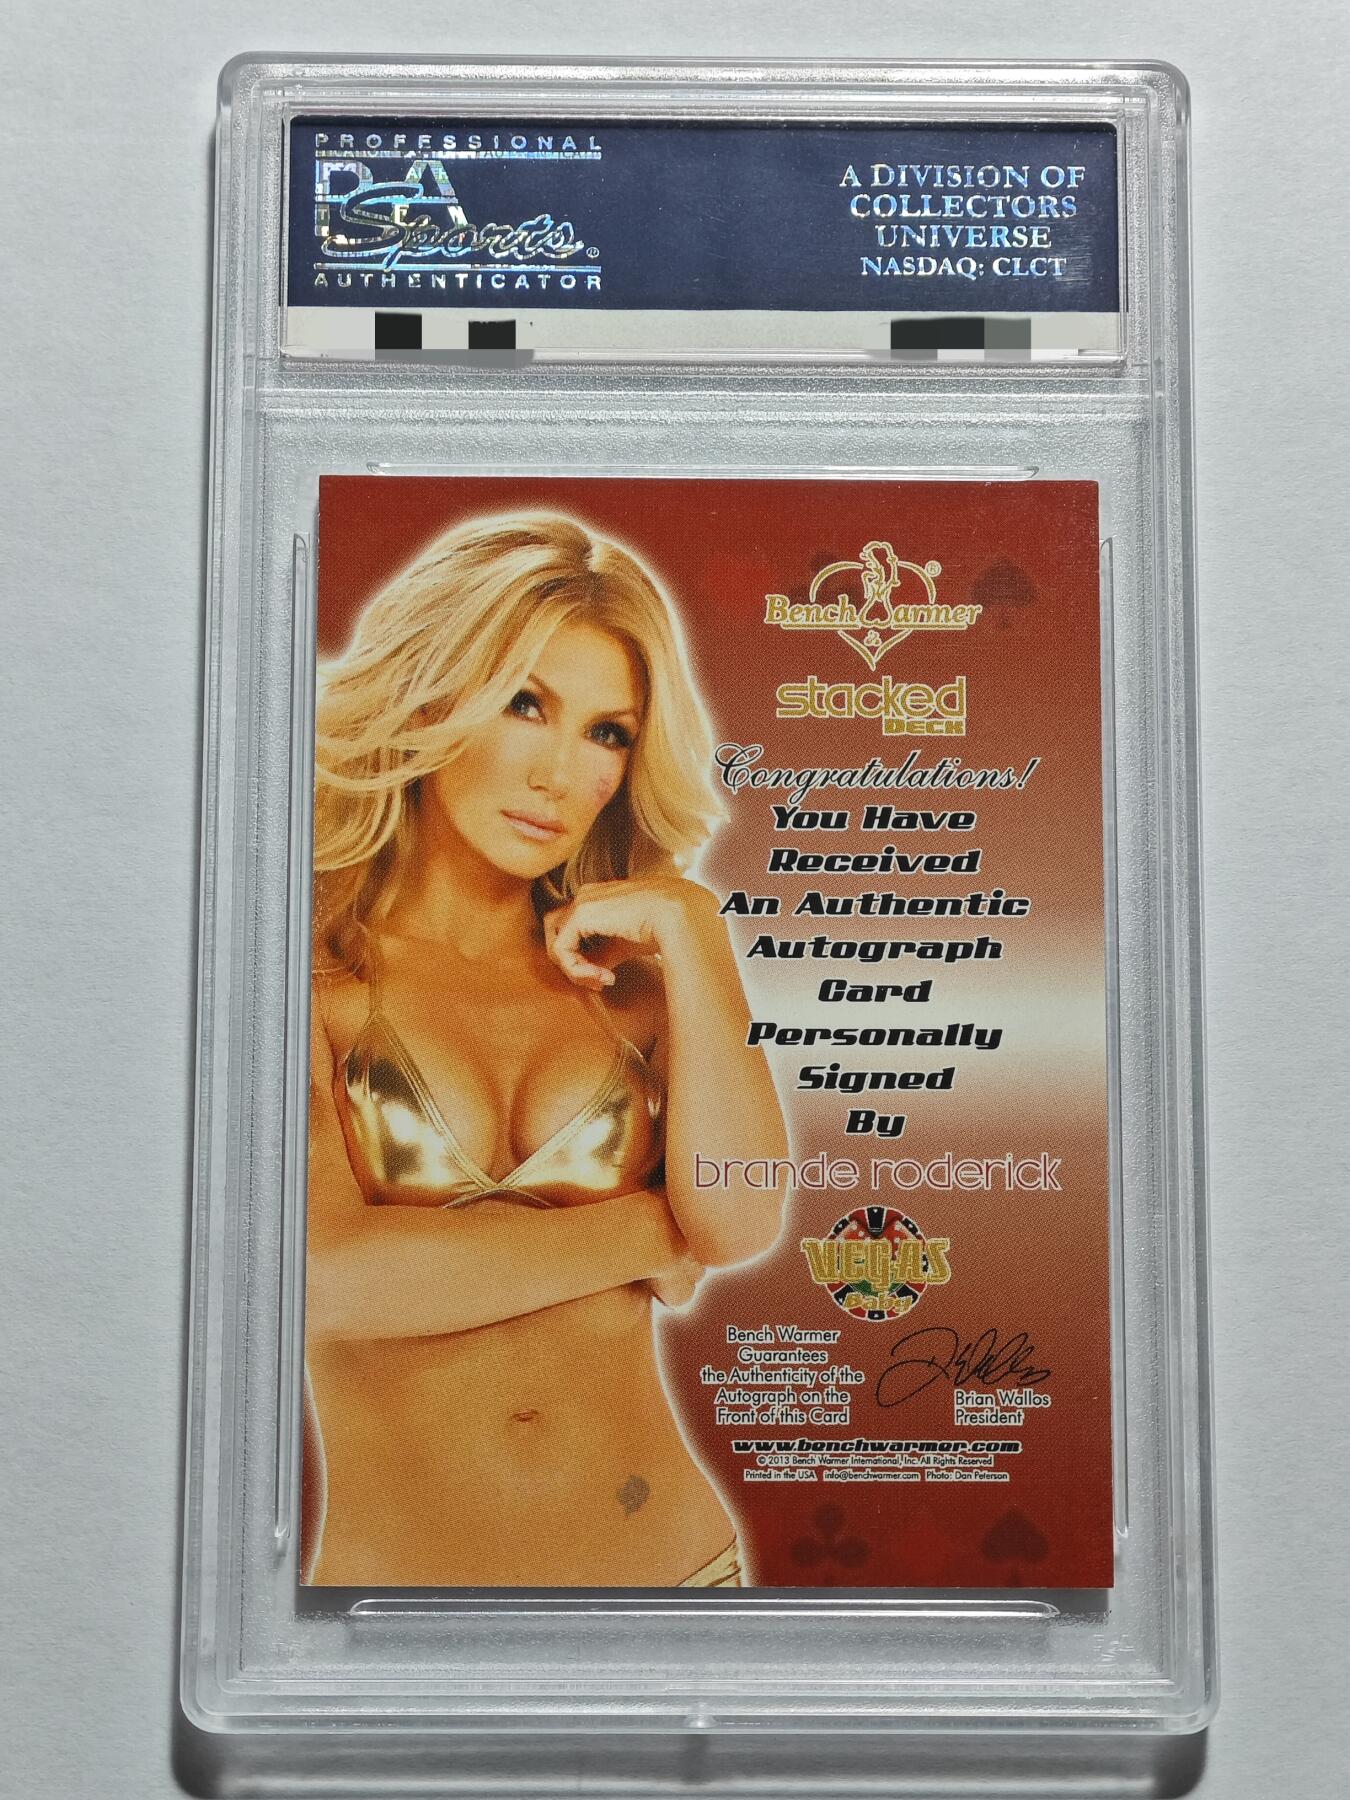 PROFESSIONAL
PSA
Sports®
AUTHENTICATOR
A DIVISION OF
COLLECTORS
UNIVERSE
NASDAQ: CLCT
Bench Warmer®
stacked
DECK
Congratulations!
You Have
Received
An Authentic
Autograph
Card
Personally
Signed
By
brande roderick
VEGAS
Baby
Bench Warmer
Guarantees
the Authenticity of the
Autograph on the
Front of this Card
Brian Wallos
President
www.benchwarmer.com
© 2013 Bench Warmer International, Inc. All Rights Reserved
Printed in the USA info@benchwarmer.com Photo: Dan Peterson